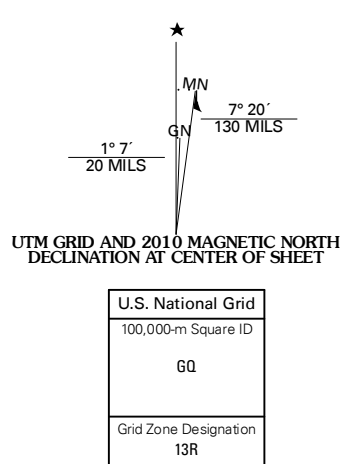 MN
7° 20´
130 MILS
GN
1° 7´
20 MILS
UTM GRID AND 2010 MAGNETIC NORTH
DECLINATION AT CENTER OF SHEET
U.S. National Grid
100,000-m Square ID
GQ
Grid Zone Designation
13R